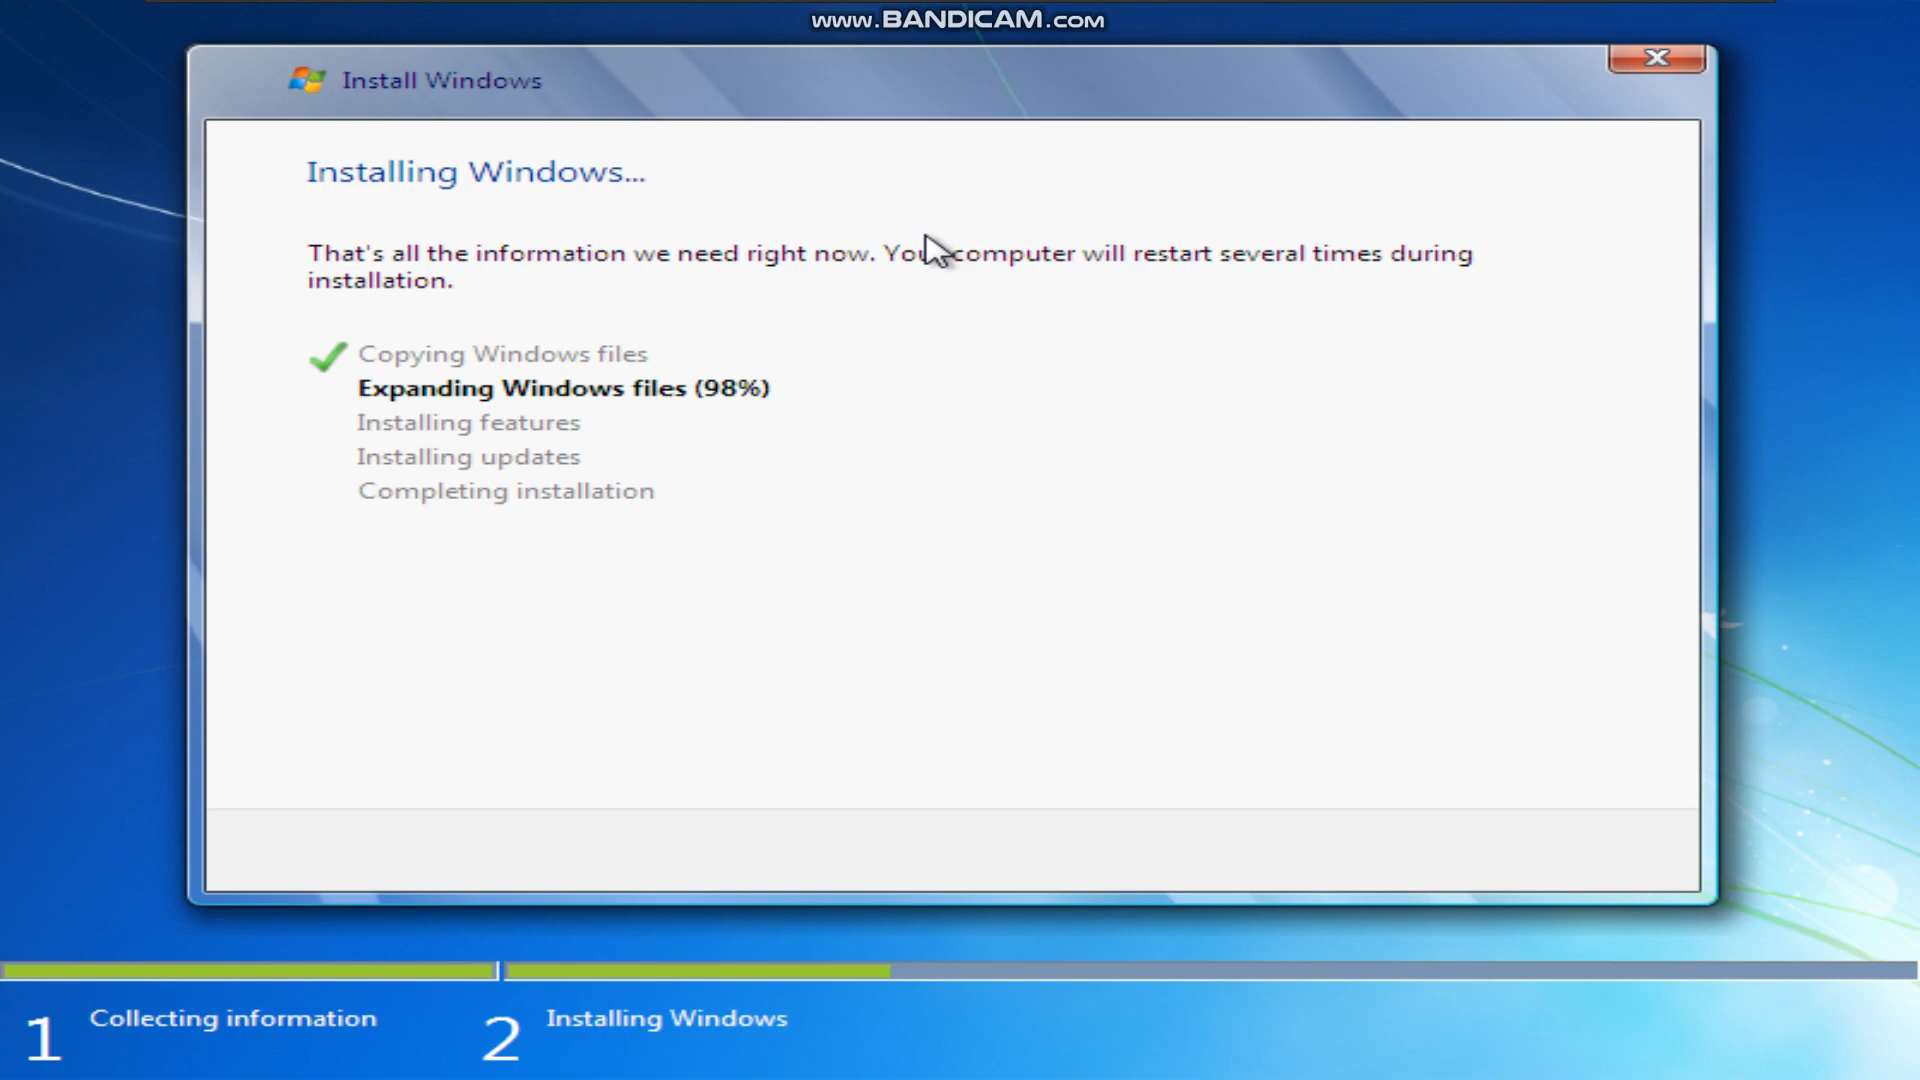 www.BANDICAM.com
Install Windows
Installing Windows...
That's all the information we need right now. You computer will restart several times during
installation.
Copying Windows files
Expanding Windows files (98%)
Installing features
Installing updates
Completing installation
1 Collecting information
2 Installing Windows